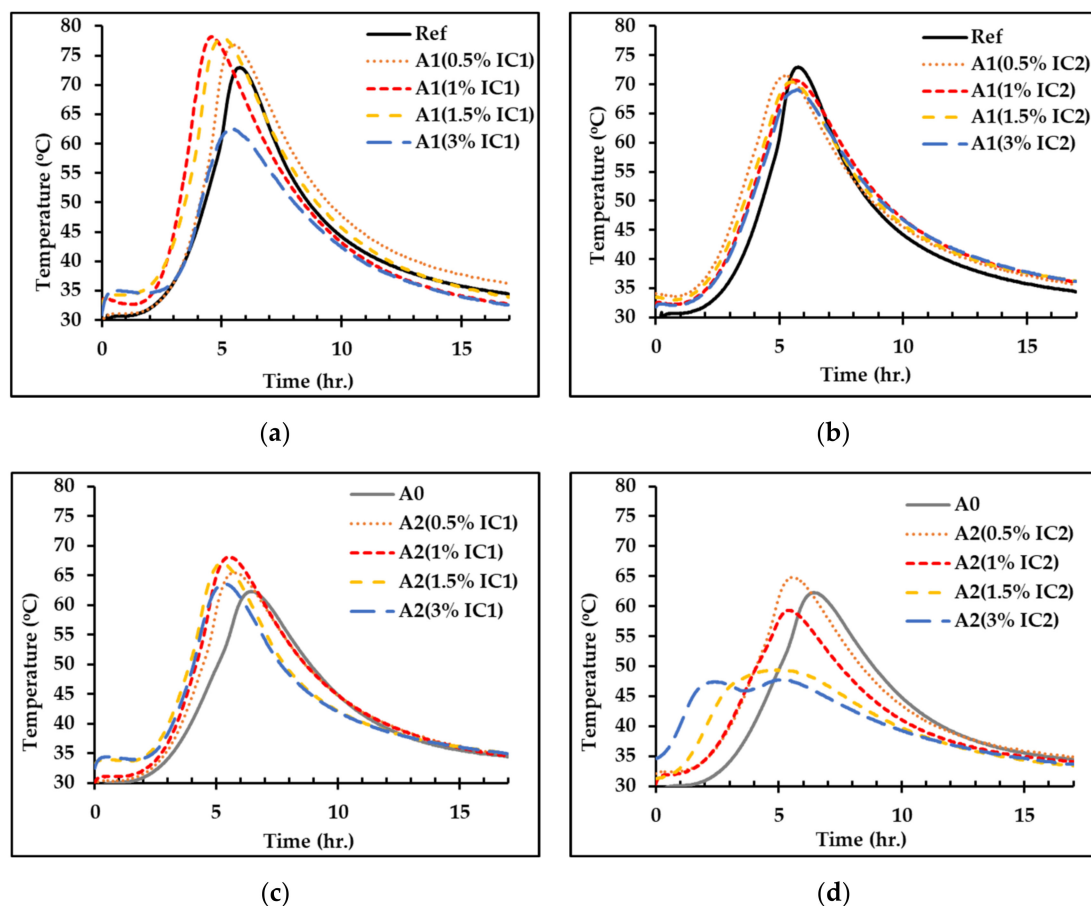 80
75
70
65
60
55
50
45
40
35
30
Temperature (ºC)
Ref
A1(0.5% IC1)
A1(1% IC1)
A1(1.5% IC1)
A1(3% IC1)
0 5 10 15
Time (hr.)
(a)
80
75
70
65
60
55
50
45
40
35
30
Temperature (ºC)
Ref
A1(0.5% IC2)
A1(1% IC2)
A1(1.5% IC2)
A1(3% IC2)
0 5 10 15
Time (hr.)
(b)
80
75
70
65
60
55
50
45
40
35
30
Temperature (ºC)
A0
A2(0.5% IC1)
A2(1% IC1)
A2(1.5% IC1)
A2(3% IC1)
0 5 10 15
Time (hr.)
(c)
80
75
70
65
60
55
50
45
40
35
30
Temperature (ºC)
A0
A2(0.5% IC2)
A2(1% IC2)
A2(1.5% IC2)
A2(3% IC2)
0 5 10 15
Time (hr.)
(d)